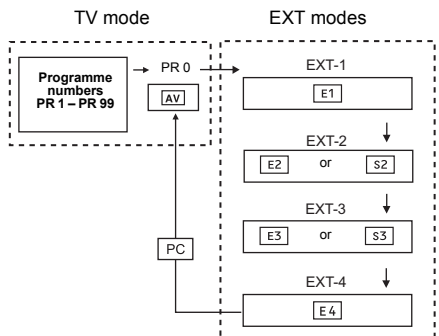 TV mode
EXT modes
Programme
numbers
PR 1 – PR 99
PR 0
AV
EXT-1
E1
EXT-2
E2 or S2
EXT-3
E3 or S3
PC
EXT-4
E4